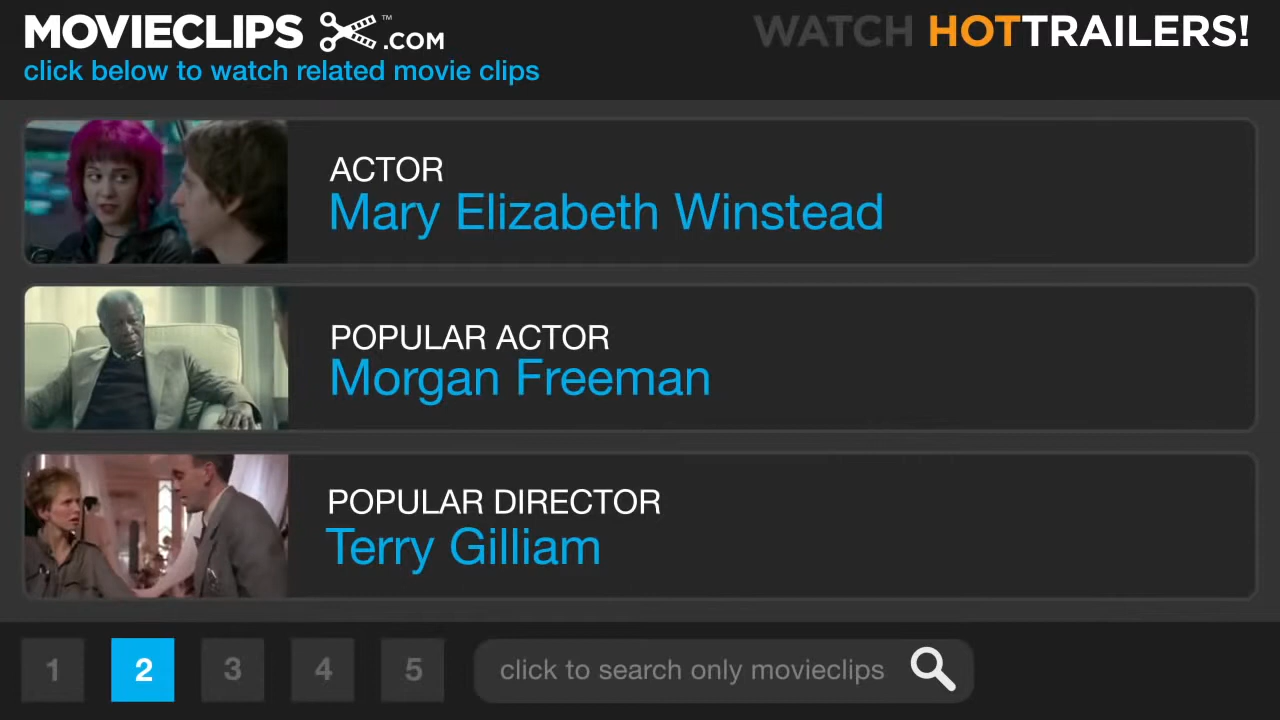 MOVIECLIPS ™ .COM
WATCH HOTTRAILERS!
click below to watch related movie clips
ACTOR
Mary Elizabeth Winstead
POPULAR ACTOR
Morgan Freeman
POPULAR DIRECTOR
Terry Gilliam
1 2 3 4 5 click to search only movieclips